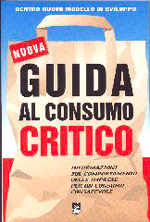 CENTRO NUOVO MODELLO DI SVILUPPO
NUOVA
GUIDA
AL CONSUMO
CRITICO
INFORMAZIONI
SUL COMPORTAMENTO
DELLE IMPRESE
PER UN CONSUMO
CONSAPEVOLE